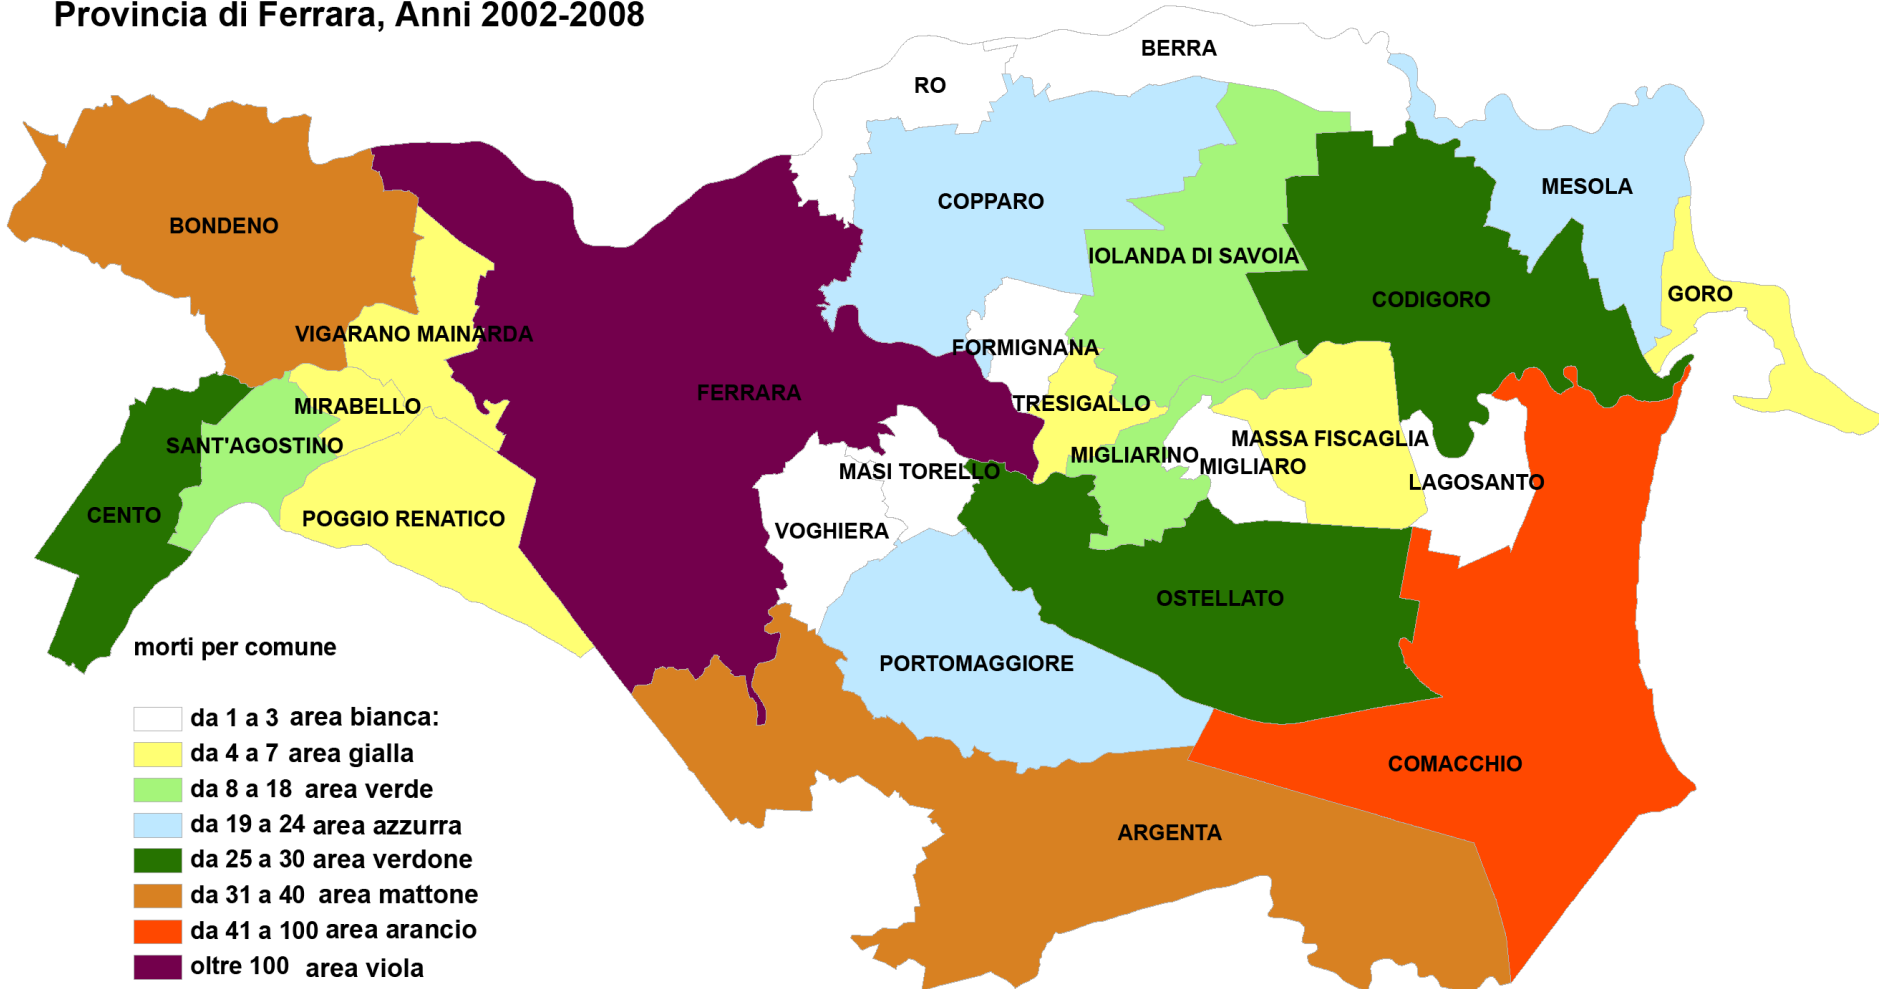 Provincia di Ferrara, Anni 2002-2008
BERRA
RO
MESOLA
COPPARO
BONDENO
IOLANDA DI SAVOIA
GORO
CODIGORO
VIGARANO MAINARDA
FORMIGNANA
FERRARA
TRESIGALLO
MIRABELLO
MASSA FISCAGLIA
SANT'AGOSTINO
MIGLIARINO
MIGLIARO
MASI TORELLO
LAGOSANTO
CENTO
POGGIO RENATICO
VOGHIERA
OSTELLATO
PORTOMAGGIORE
COMACCHIO
ARGENTA
morti per comune
da 1 a 3 area bianca:
da 4 a 7 area gialla
da 8 a 18 area verde
da 19 a 24 area azzurra
da 25 a 30 area verdone
da 31 a 40 area mattone
da 41 a 100 area arancio
oltre 100 area viola